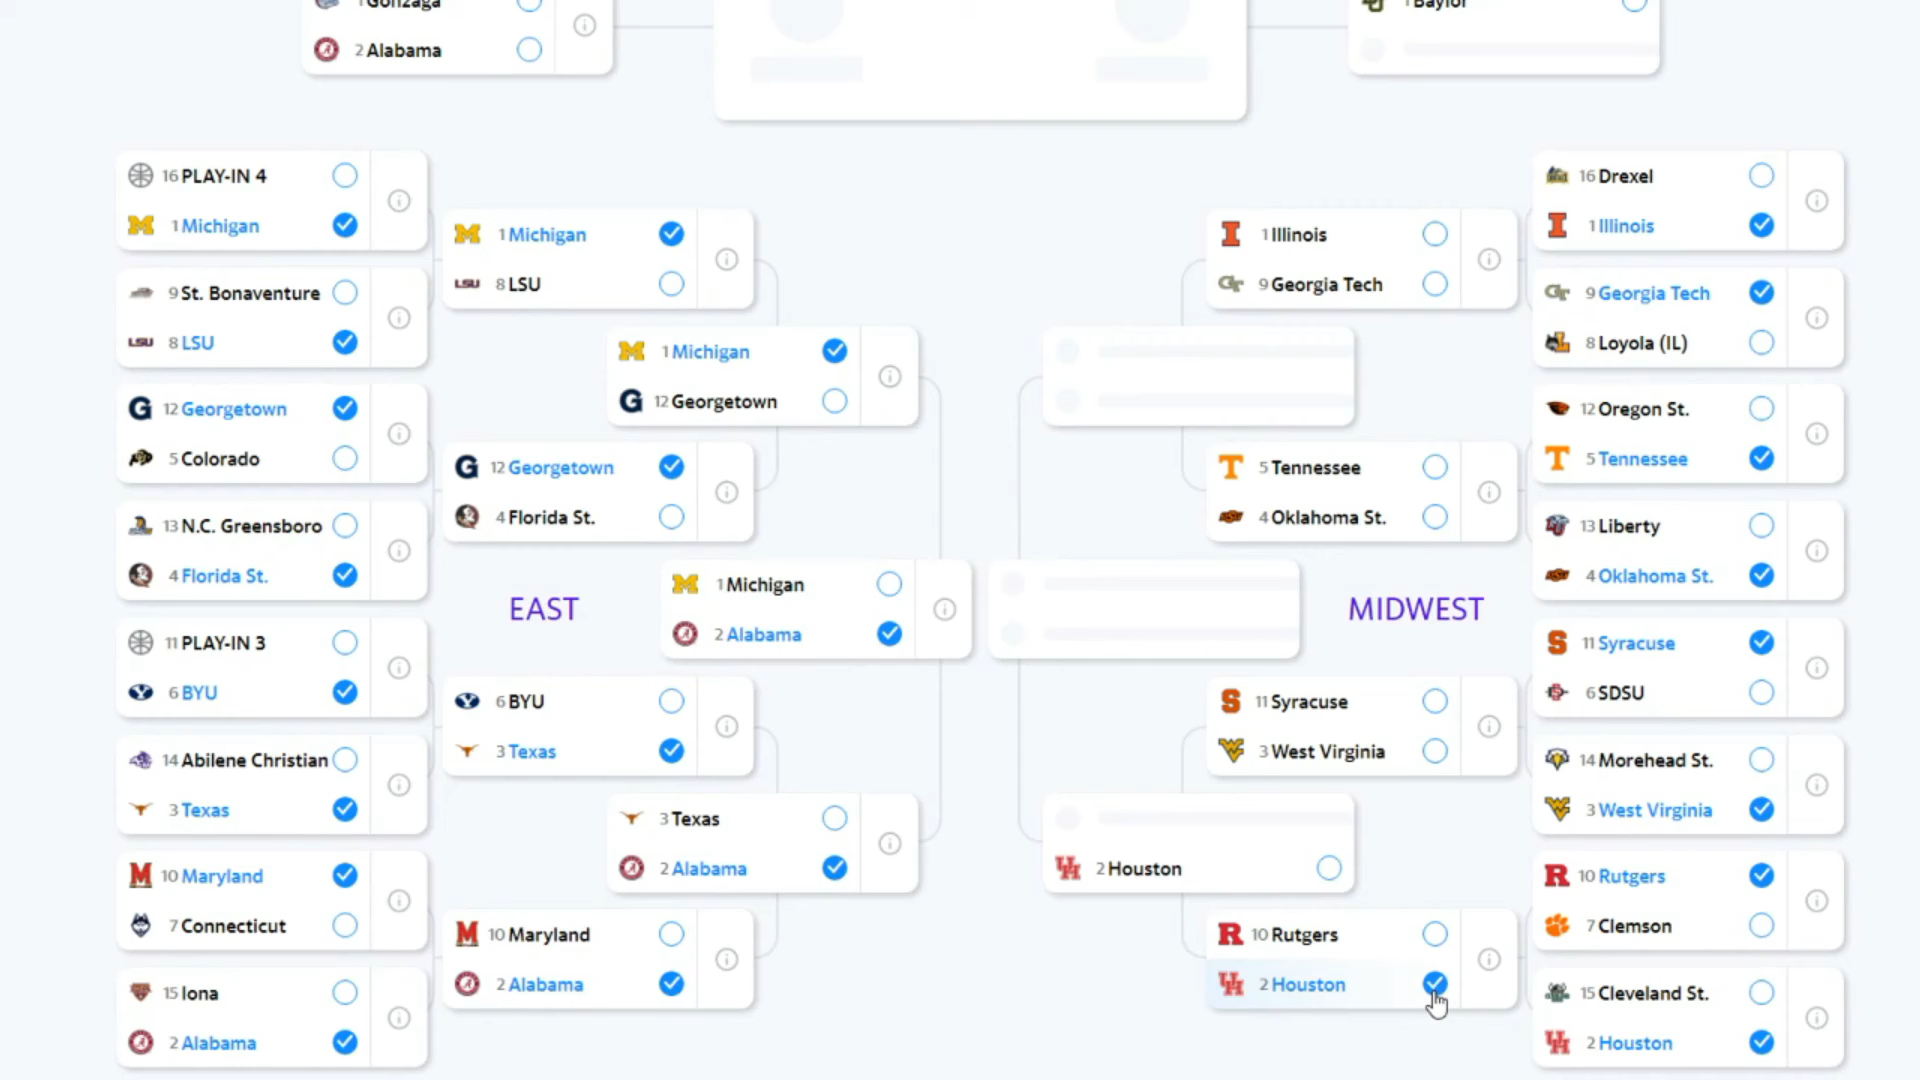 1 Gonzaga
2 Alabama
1 Baylor
16 PLAY-IN 4
1 Michigan
9 St. Bonaventure
8 LSU
12 Georgetown
5 Colorado
13 N.C. Greensboro
4 Florida St.
11 PLAY-IN 3
6 BYU
14 Abilene Christian
3 Texas
10 Maryland
7 Connecticut
15 Iona
2 Alabama
1 Michigan
LSU 8 LSU
12 Georgetown
4 Florida St.
EAST
6 BYU
3 Texas
10 Maryland
2 Alabama
1 Michigan
12 Georgetown
1 Michigan
2 Alabama
3 Texas
2 Alabama
2 Houston
1 Illinois
9 Georgia Tech
5 Tennessee
4 Oklahoma St.
MIDWEST
11 Syracuse
3 West Virginia
10 Rutgers
2 Houston
16 Drexel
1 Illinois
9 Georgia Tech
8 Loyola (IL)
12 Oregon St.
5 Tennessee
13 Liberty
4 Oklahoma St.
11 Syracuse
6 SDSU
14 Morehead St.
3 West Virginia
10 Rutgers
7 Clemson
15 Cleveland St.
2 Houston